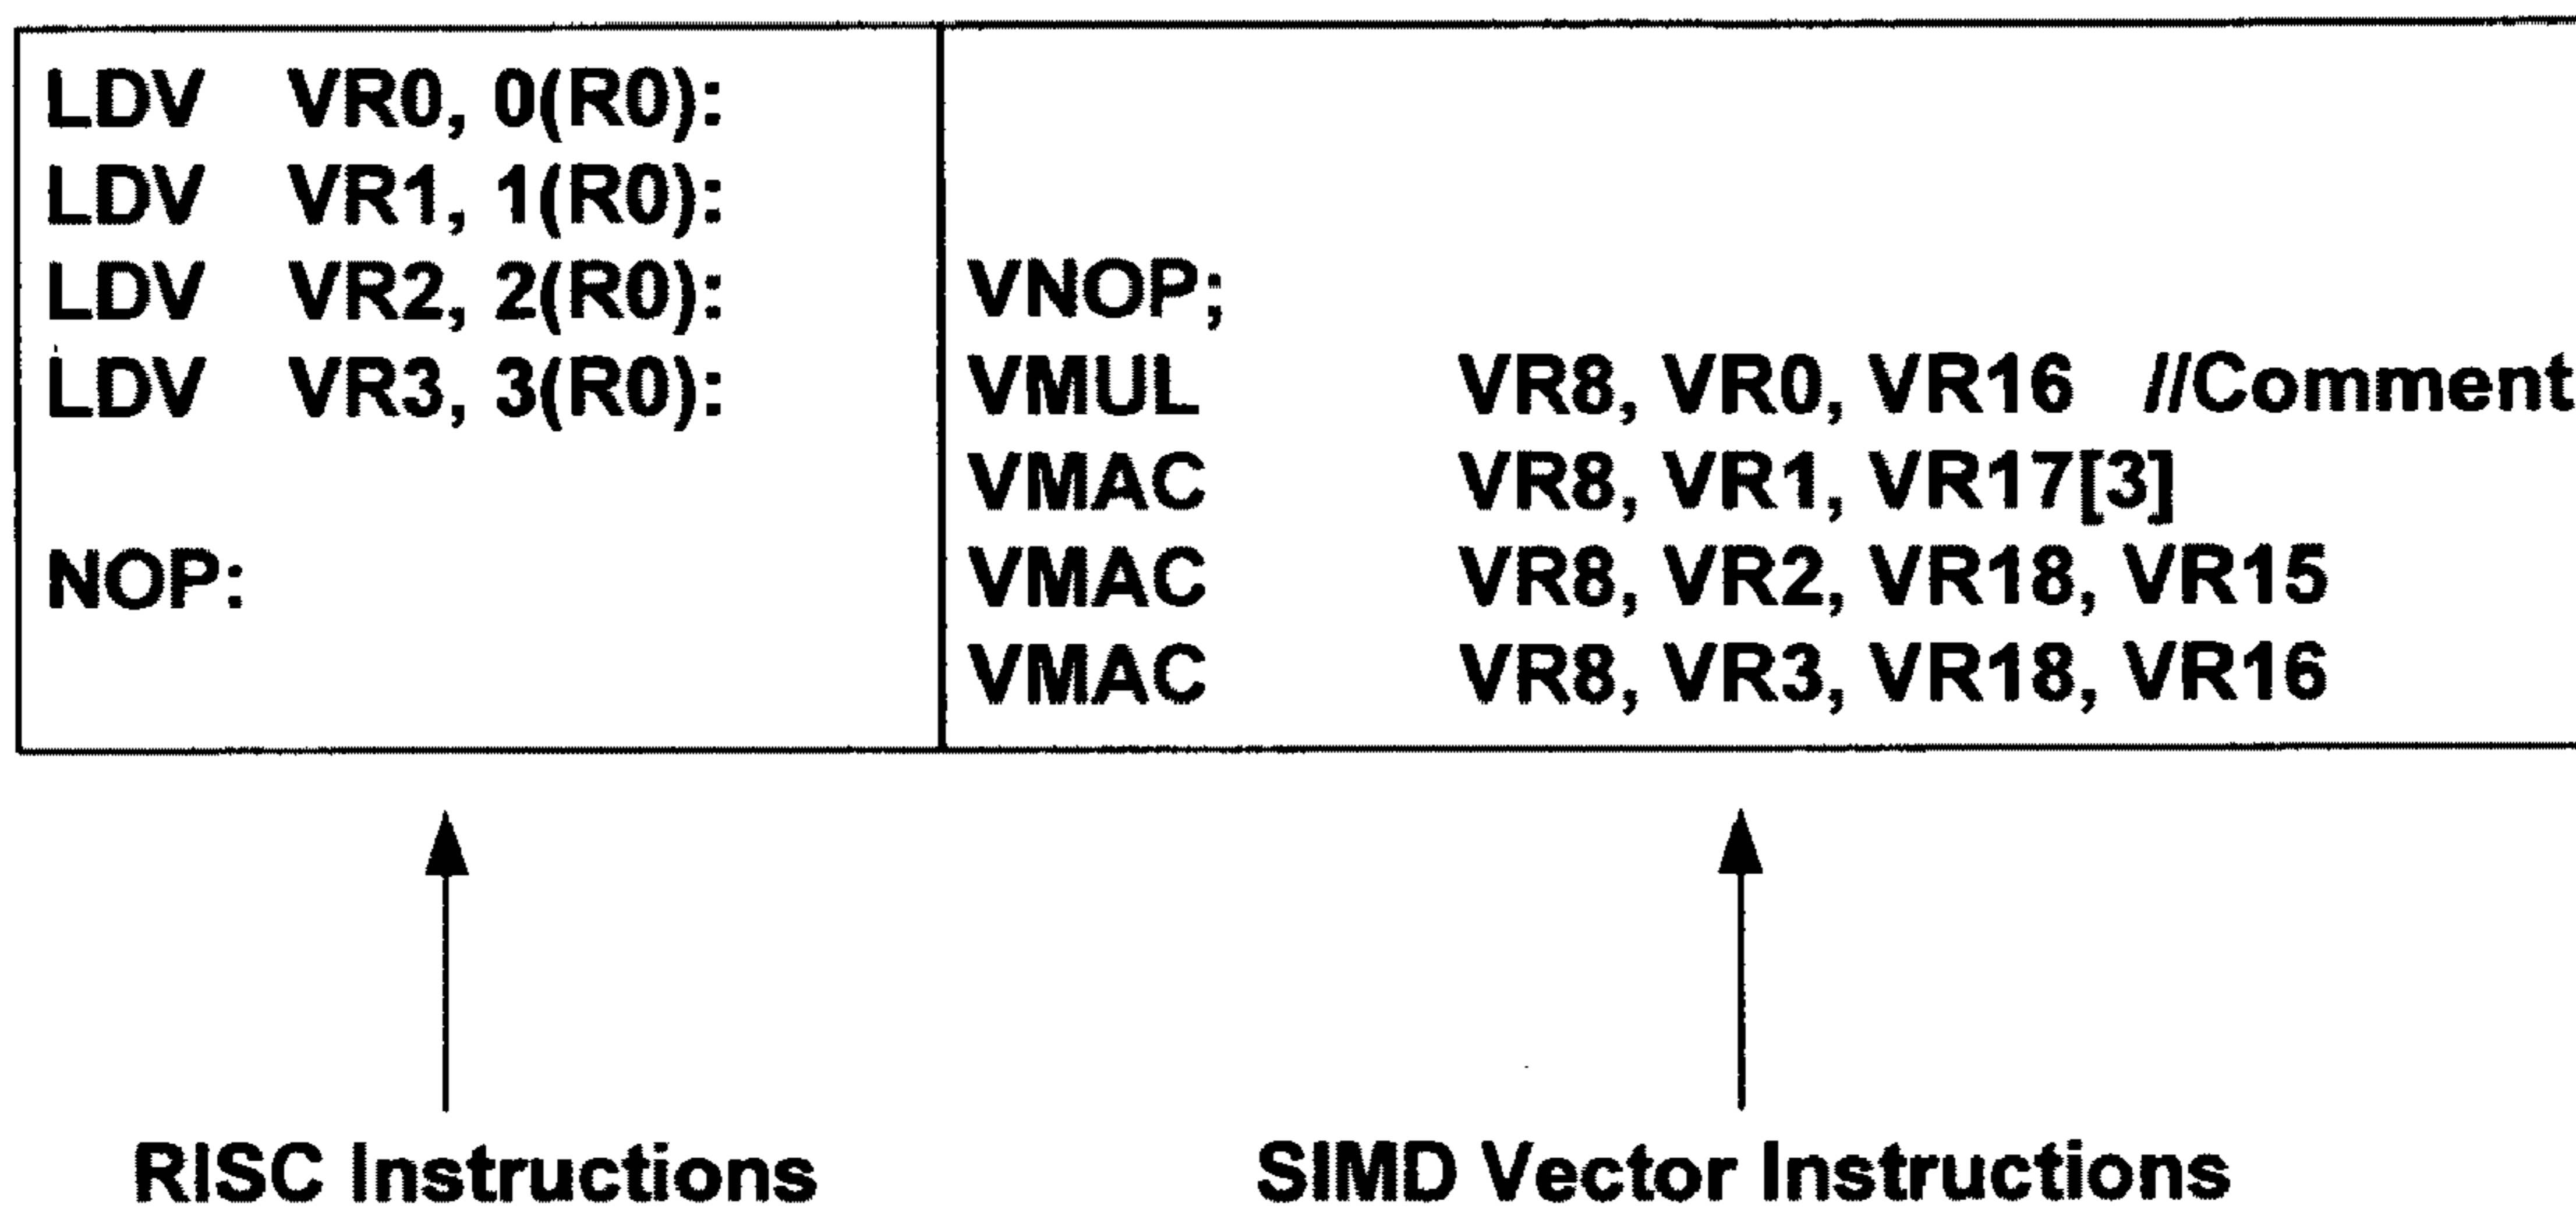 LDV VR0, 0(R0):
LDV VR1, 1(R0):
LDV VR2, 2(R0): VNOP;
LDV VR3, 3(R0): VMUL VR8, VR0, VR16 //Comment
VMAC VR8, VR1, VR17[3]
NOP: VMAC VR8, VR2, VR18, VR15
VMAC VR8, VR3, VR18, VR16
RISC Instructions SIMD Vector Instructions